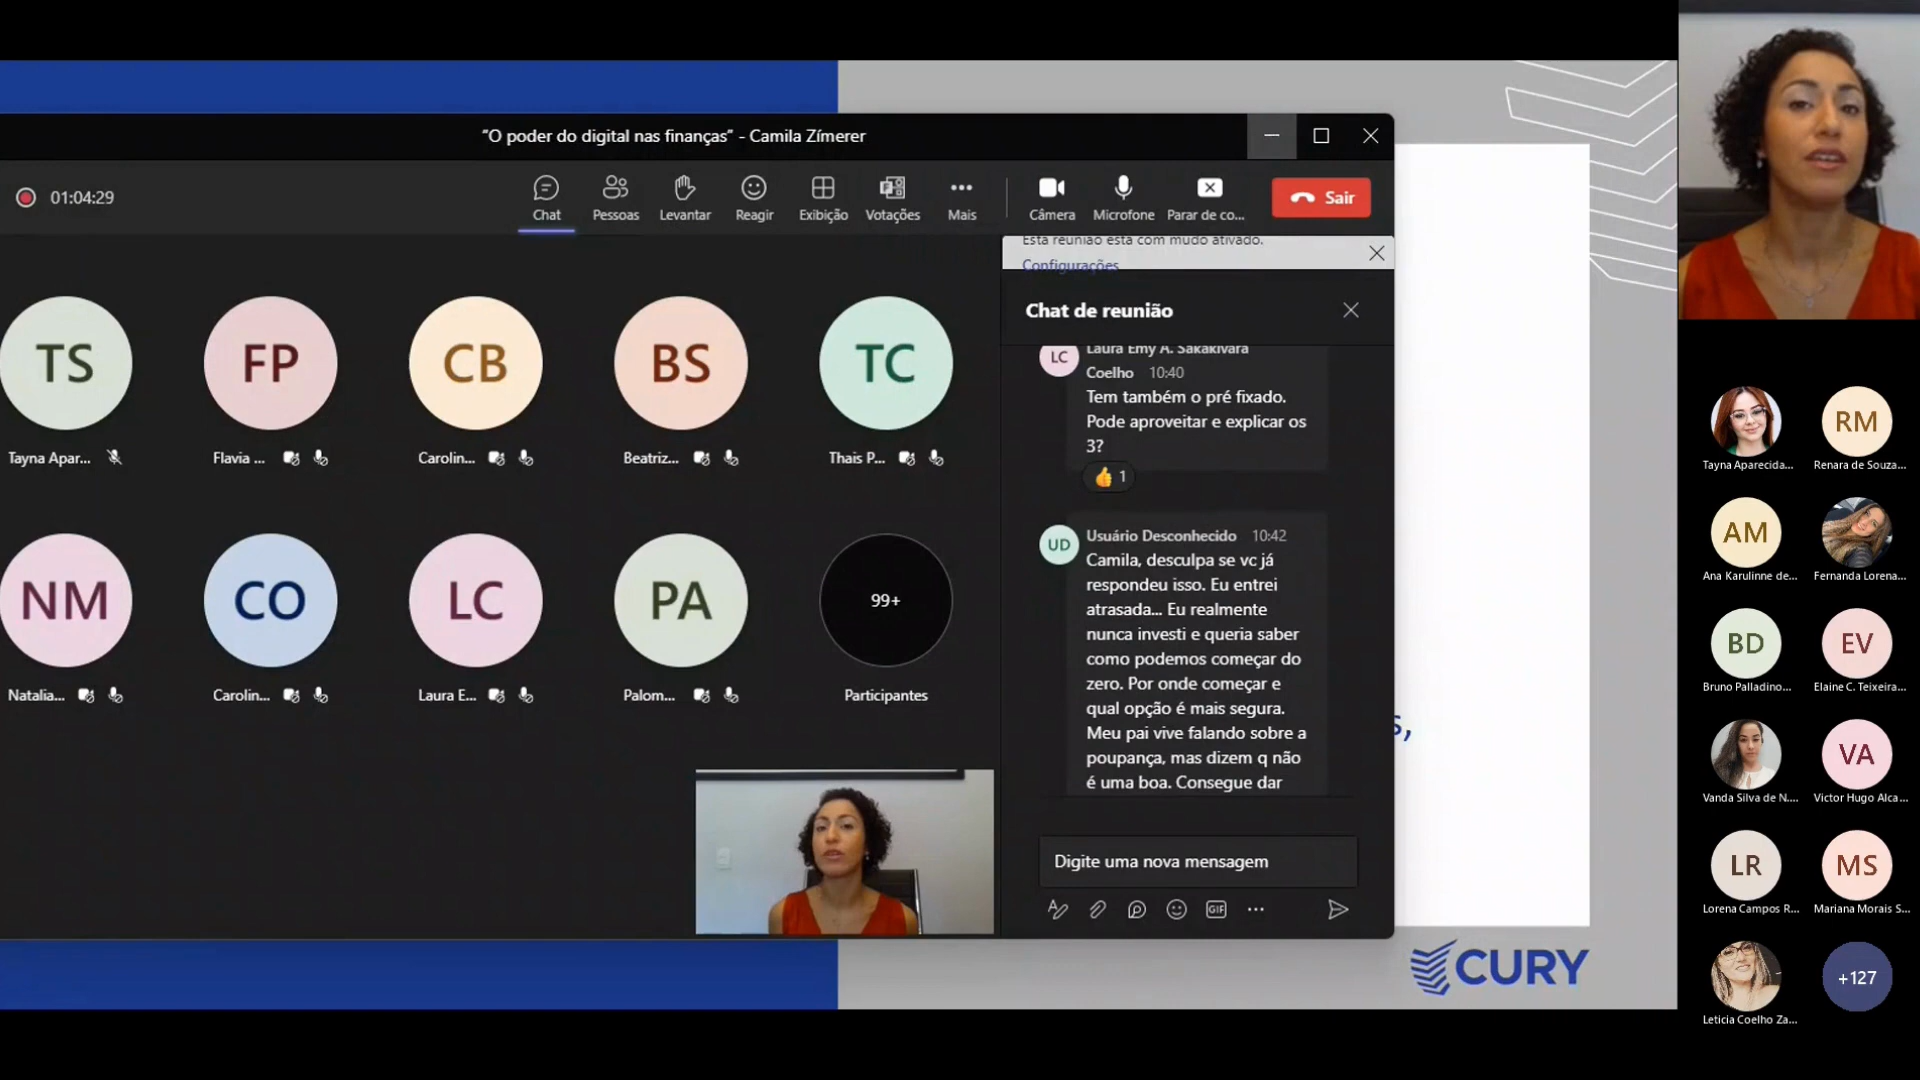 "O poder do digital nas finanças" - Camila Zímerer
01:04:29
Chat
Pessoas
Levantar
Reagir
Exibição
Votações
Mais
Câmera
Microfone
Parar de co...
Sair
Esta reunião está com mudo ativado.
Configurações
Chat de reunião
TS
FP
CB
BS
TC
Tayna Apar...
Flavia ...
Carolin...
Beatriz...
Thais P...
NM
CO
LC
PA
99+
Natalia...
Carolin...
Laura E...
Palom...
Participantes
LC
Laura Emy A. Sakakivara
Coelho 10:40
Tem também o pré fixado.
Pode aproveitar e explicar os
3?
1
UD
Usuário Desconhecido 10:42
Camila, desculpa se vc já
respondeu isso. Eu entrei
atrasada... Eu realmente
nunca investi e queria saber
como podemos começar do
zero. Por onde começar e
qual opção é mais segura.
Meu pai vive falando sobre a
poupança, mas dizem q não
é uma boa. Consegue dar
Digite uma nova mensagem
GIF
s,
CURY
RM
Tayna Aparecida...
Renara de Souza...
AM
Ana Karulinne de...
Fernanda Lorena...
BD
EV
Bruno Palladino...
Elaine C. Teixeira...
VA
Vanda Silva de N...
Victor Hugo Alca...
LR
MS
Lorena Campos R...
Mariana Morais S...
+127
Leticia Coelho Za...